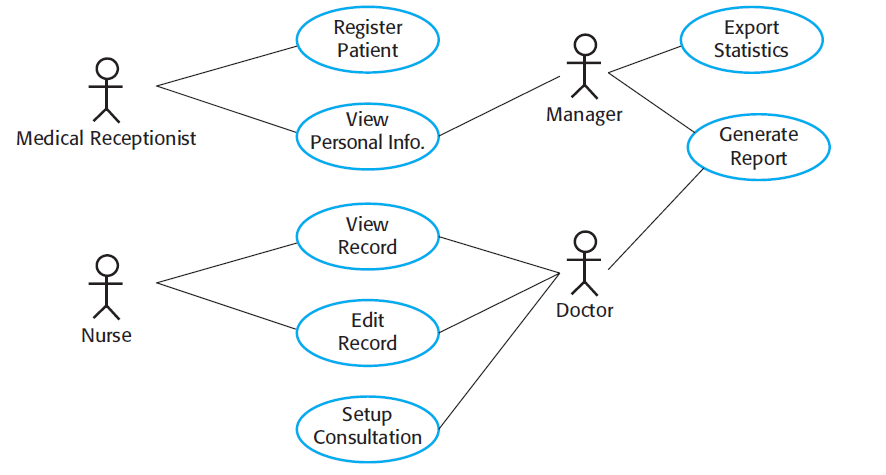 Register
Patient
Export
Statistics
Medical Receptionist
View
Personal Info.
Manager
Generate
Report
View
Record
Nurse
Edit
Record
Doctor
Setup
Consultation